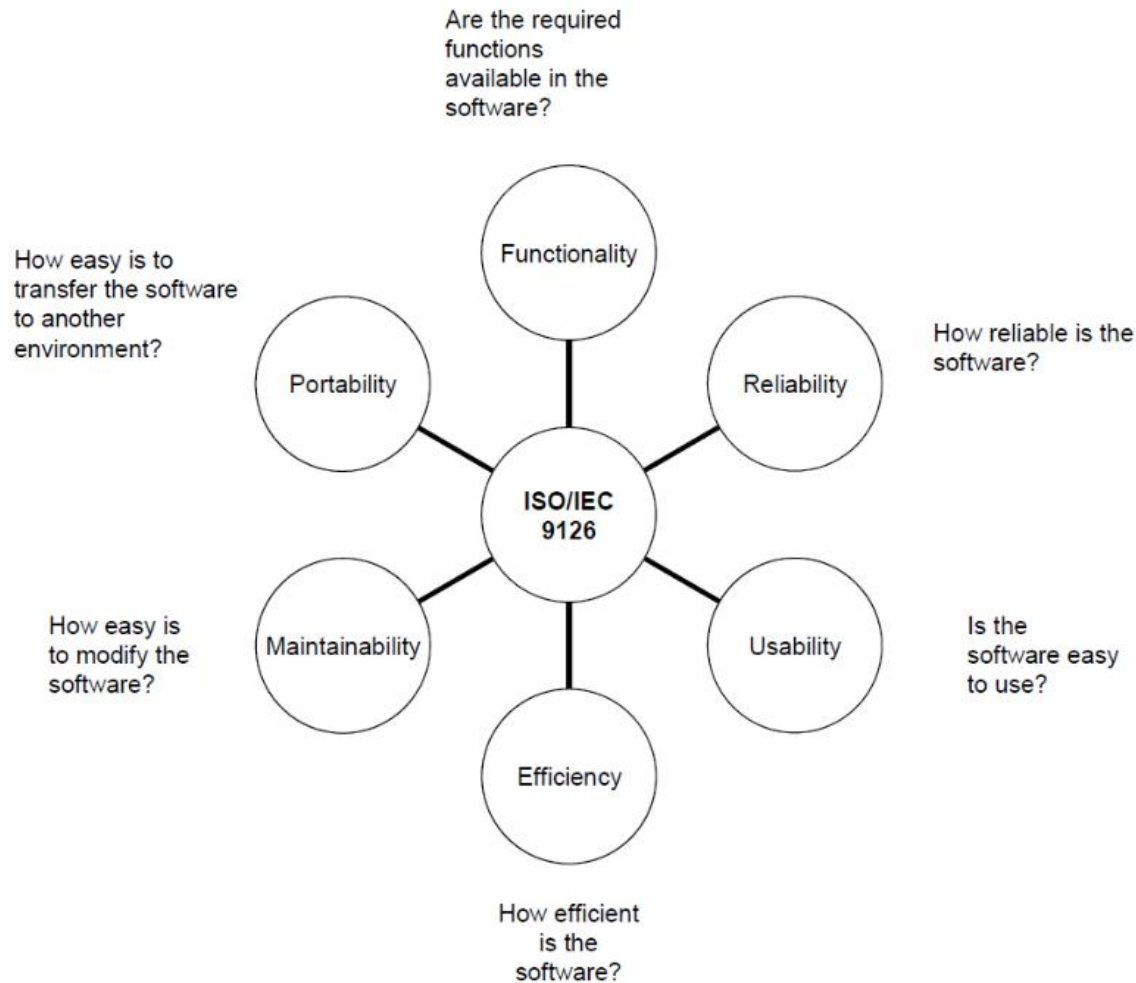 Are the required
functions
available in the
software?
Functionality
How easy is to
transfer the software
to another
environment?
Portability
Reliability
How reliable is the
software?
ISO/IEC
9126
How easy is
to modify the
software?
Maintainability
Usability
Is the
software easy
to use?
Efficiency
How efficient
is the
software?